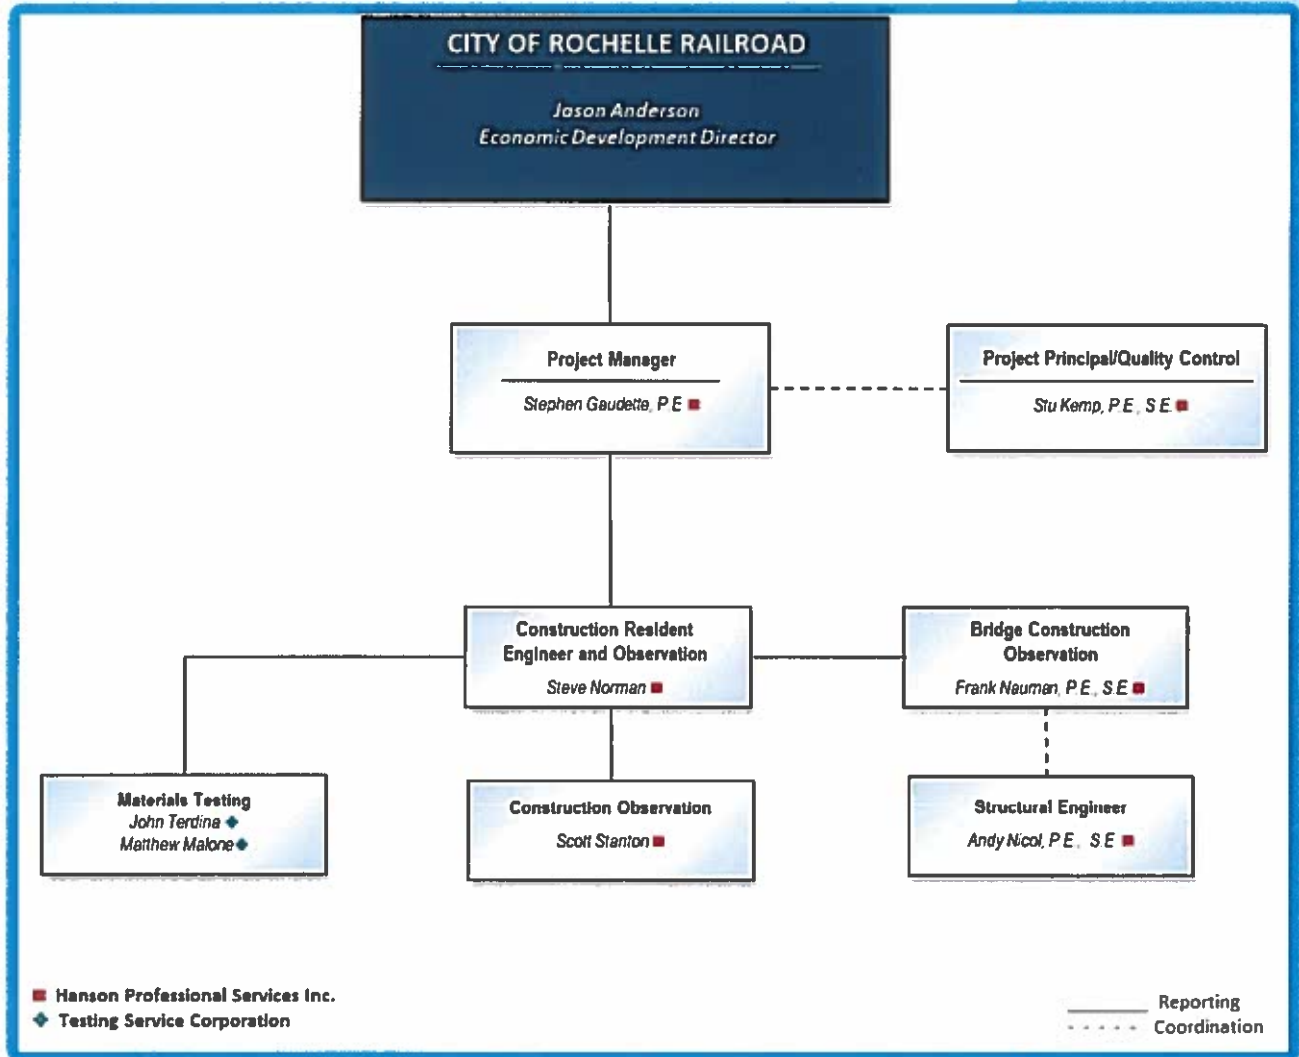 CITY OF ROCHELLE RAILROAD
Jason Anderson
Economic Development Director
Project Manager
Stephen Gaudette, P.E
Project Principal/Quality Control
Stu Kemp, P.E., S.E.
Construction Resident
Engineer and Observation
Steve Norman
Bridge Construction
Observation
Frank Nauman, P.E., S.E
Materials Testing
John Terdina
Matthew Malone
Construction Observation
Scott Stanton
Structural Engineer
Andy Nicol, P.E., S.E
Hanson Professional Services Inc.
Testing Service Corporation
Reporting
Coordination